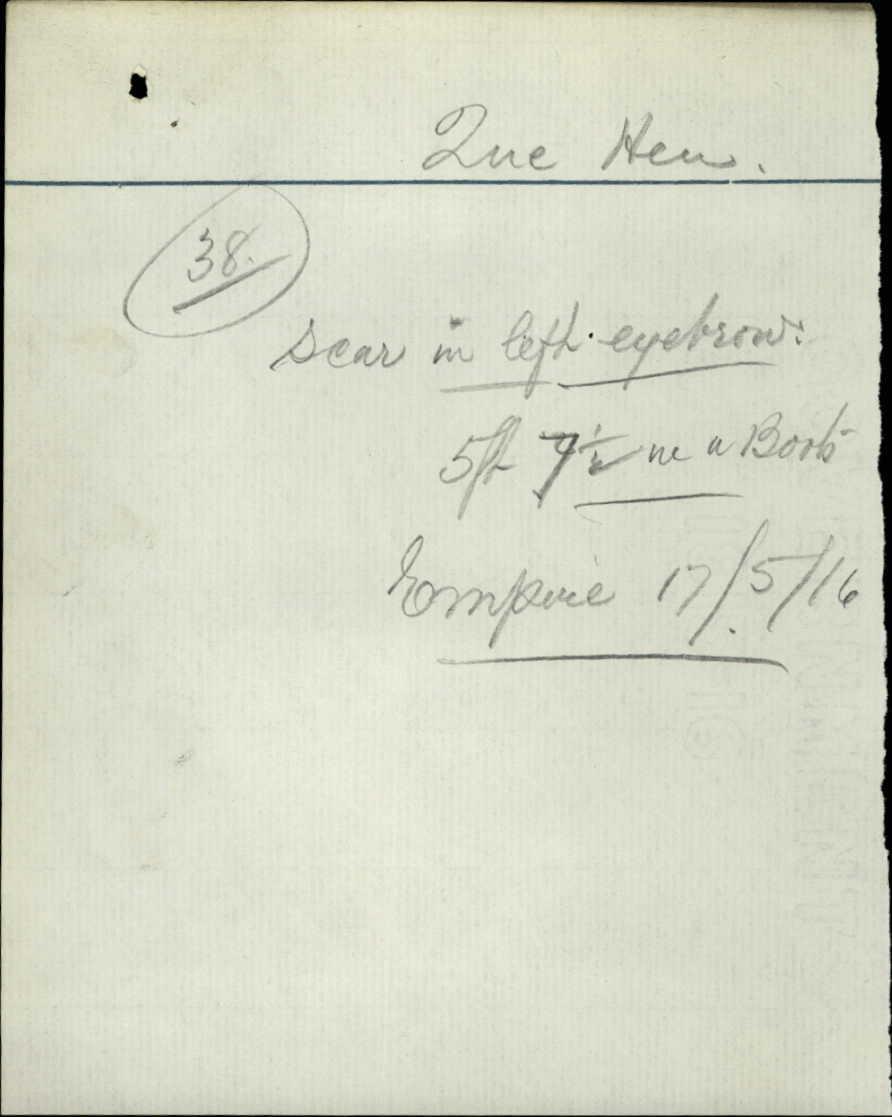 Que Hen.
38.
Scar in left eyebrow.
5ft 7½ in Boots
Empire 17/5/16